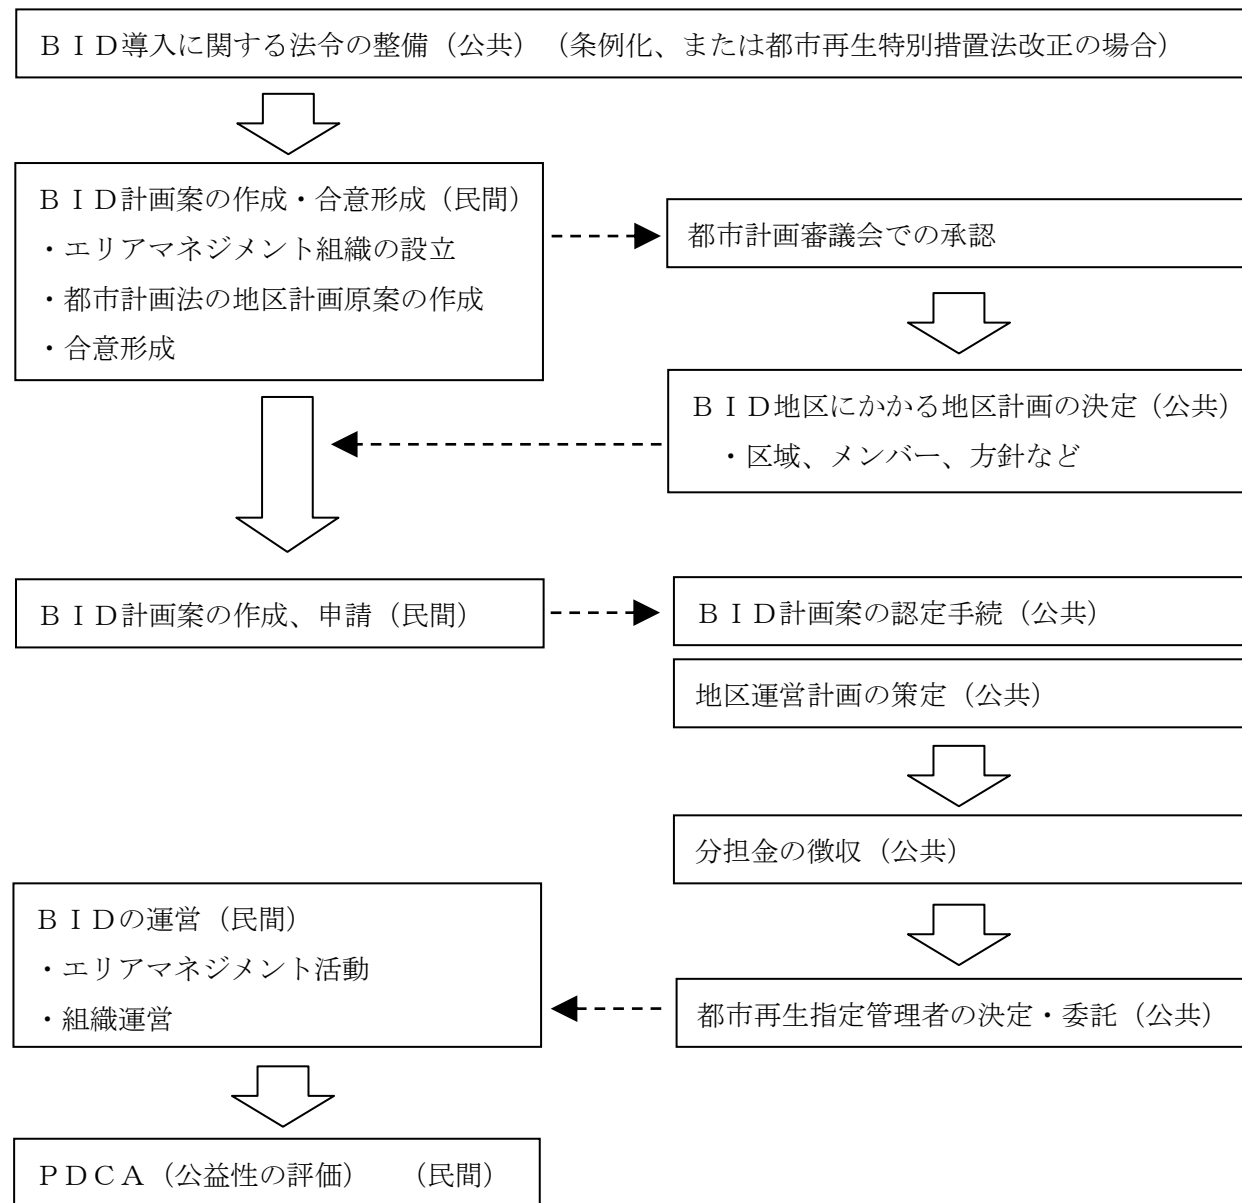 ＢＩＤ導入に関する法令の整備（公共）（条例化、または都市再生特別措置法改正の場合）
ＢＩＤ計画案の作成・合意形成（民間）
・エリアマネジメント組織の設立
・都市計画法の地区計画原案の作成
・合意形成
都市計画審議会での承認
ＢＩＤ地区にかかる地区計画の決定（公共）
・区域、メンバー、方針など
ＢＩＤ計画案の作成、申請（民間）
ＢＩＤ計画案の認定手続（公共）
地区運営計画の策定（公共）
分担金の徴収（公共）
都市再生指定管理者の決定・委託（公共）
ＢＩＤの運営（民間）
・エリアマネジメント活動
・組織運営
ＰＤＣＡ（公益性の評価）　（民間）